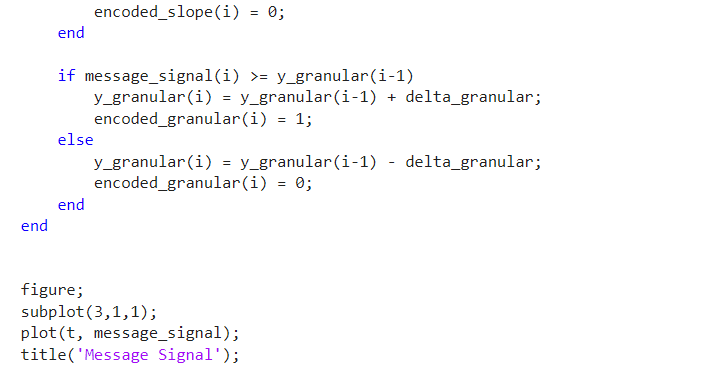 encoded_slope(i) = 0;
    end
    if message_signal(i) >= y_granular(i-1)
        y_granular(i) = y_granular(i-1) + delta_granular;
        encoded_granular(i) = 1;
    else
        y_granular(i) = y_granular(i-1) - delta_granular;
        encoded_granular(i) = 0;
    end
end
figure;
subplot(3,1,1);
plot(t, message_signal);
title('Message Signal');